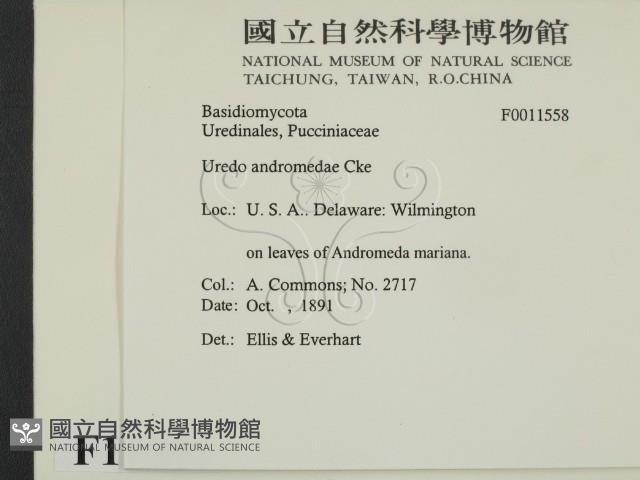 國立自然科學博物館
NATIONAL MUSEUM OF NATURAL SCIENCE
TAICHUNG, TAIWAN, R.O.CHINA
Basidiomycota F0011558
Uredinales, Pucciniaceae
Uredo andromedae Cke
Loc.: U. S. A.. Delaware: Wilmington
on leaves of Andromeda mariana.
Col.: A. Commons; No. 2717
Date: Oct. , 1891
Det.: Ellis & Everhart
國立自然科學博物館
NATIONAL MUSEUM OF NATURAL SCIENCE
F1